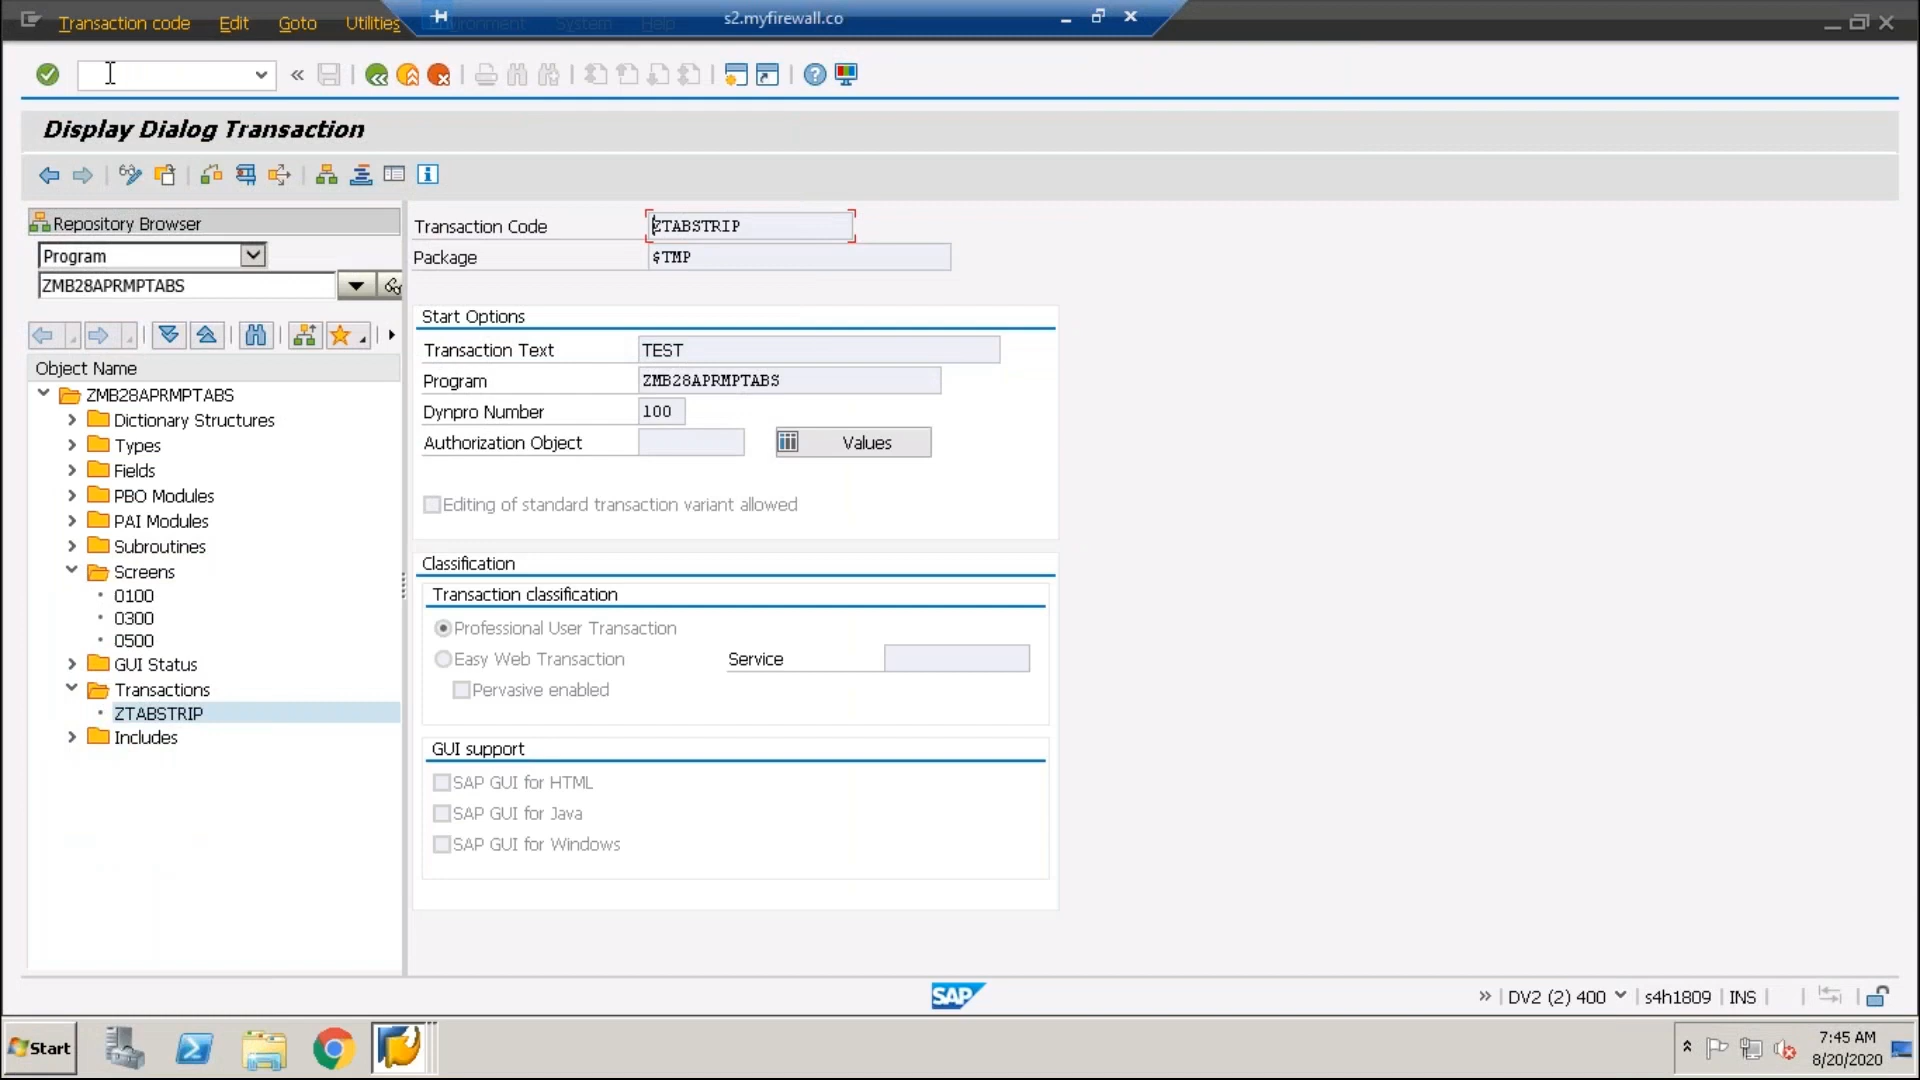 s2.myfirewall.co
Transaction code Edit Goto Utilities Environment System Help
Display Dialog Transaction
Repository Browser
Program
ZMB28APRMPTABS
Object Name
ZMB28APRMPTABS
Dictionary Structures
Types
Fields
PBO Modules
PAI Modules
Subroutines
Screens
0100
0300
0500
GUI Status
Transactions
ZTABSTRIP
Includes
Transaction Code ZTABSTRIP
Package $TMP
Start Options
Transaction Text TEST
Program ZMB28APRMPTABS
Dynpro Number 100
Authorization Object Values
Editing of standard transaction variant allowed
Classification
Transaction classification
Professional User Transaction
Easy Web Transaction Service
Pervasive enabled
GUI support
SAP GUI for HTML
SAP GUI for Java
SAP GUI for Windows
SAP
DV2 (2) 400 s4h1809 INS
Start
7:45 AM
8/20/2020